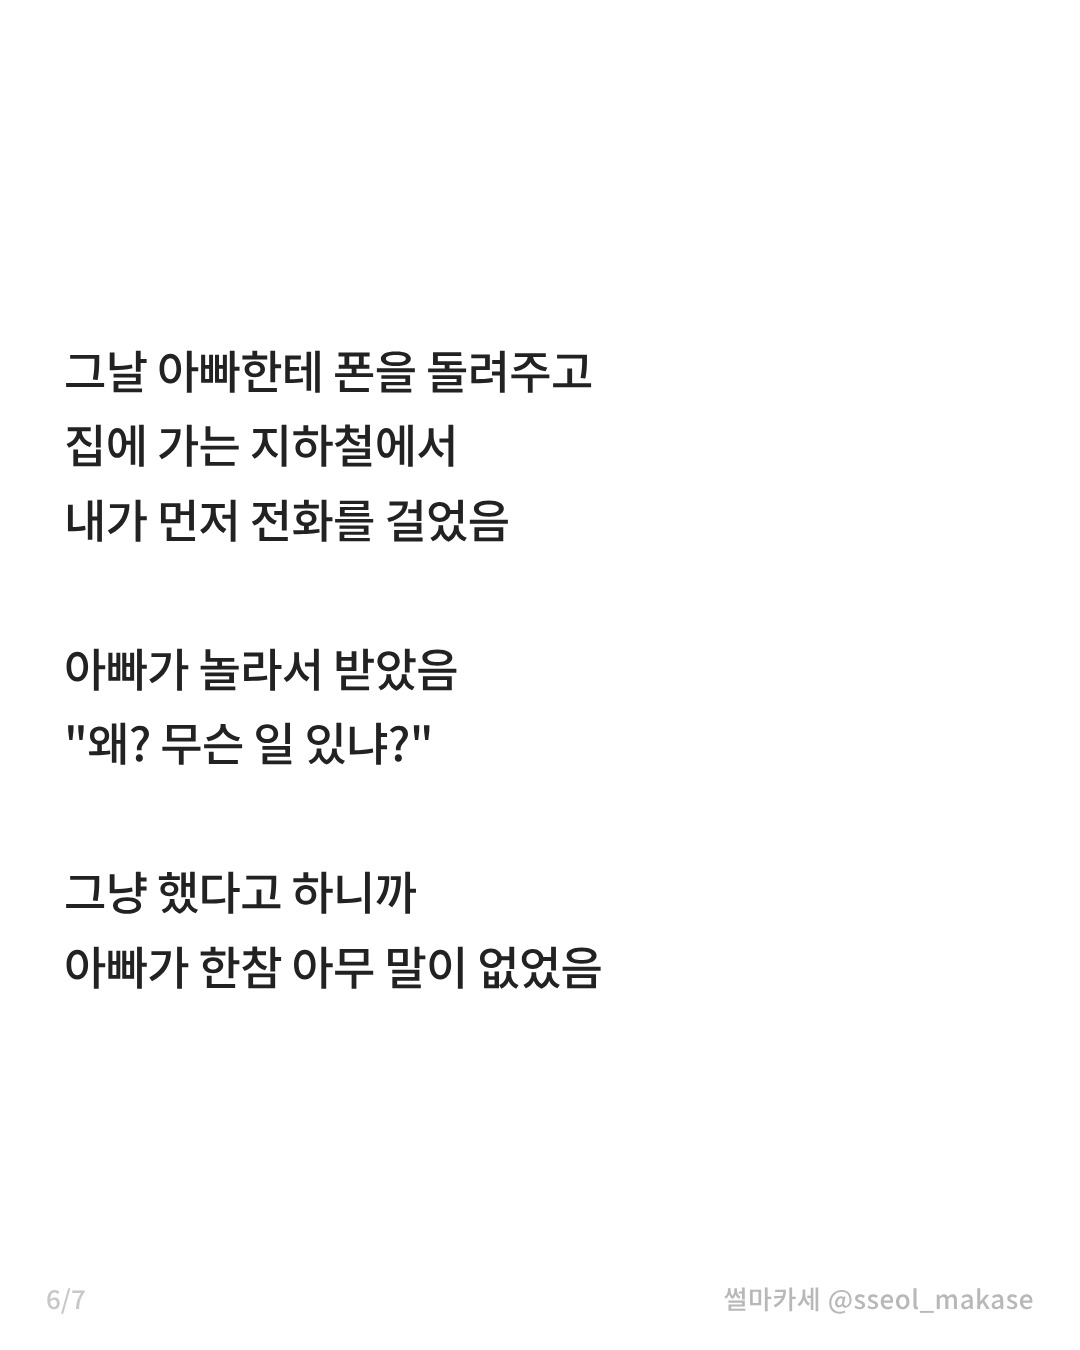 그날 아빠한테 폰을 돌려주고
집에 가는 지하철에서
내가 먼저 전화를 걸었음
아빠가 놀라서 받았음
"왜? 무슨 일 있냐?"
그냥 했다고 하니까
아빠가 한참 아무 말이 없었음
6/7
썰마카세 @sseol_makase